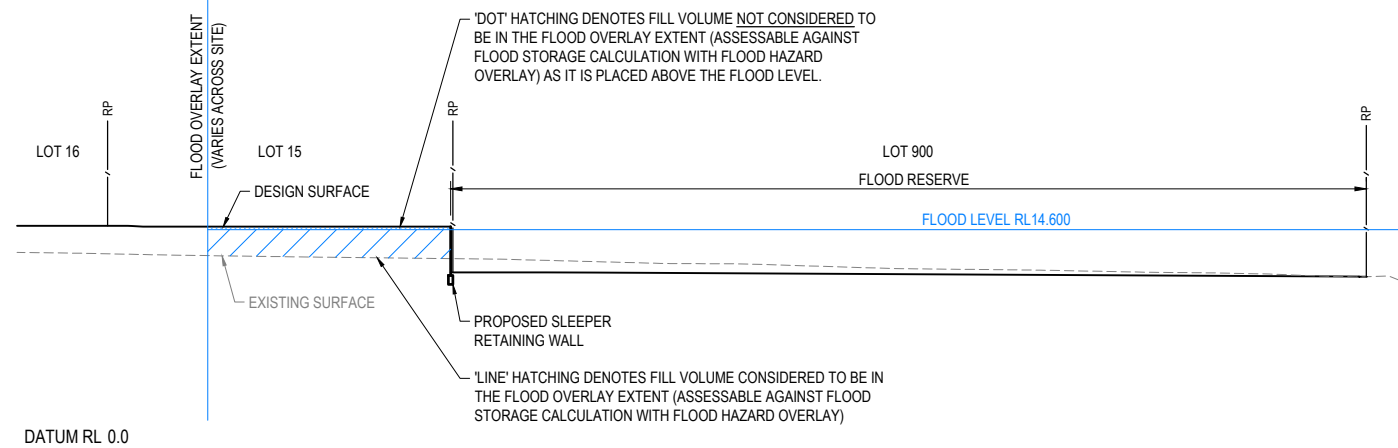 'DOT' HATCHING DENOTES FILL VOLUME NOT CONSIDERED TO
BE IN THE FLOOD OVERLAY EXTENT (ASSESSABLE AGAINST
FLOOD STORAGE CALCULATION WITH FLOOD HAZARD
OVERLAY) AS IT IS PLACED ABOVE THE FLOOD LEVEL.
FLOOD OVERLAY EXTENT
(VARIES ACROSS SITE)
RP
RP
RP
LOT 16
LOT 15
LOT 900
FLOOD RESERVE
DESIGN SURFACE
FLOOD LEVEL RL14.600
EXISTING SURFACE
PROPOSED SLEEPER
RETAINING WALL
'LINE' HATCHING DENOTES FILL VOLUME CONSIDERED TO BE IN
THE FLOOD OVERLAY EXTENT (ASSESSABLE AGAINST FLOOD
STORAGE CALCULATION WITH FLOOD HAZARD OVERLAY)
DATUM RL 0.0